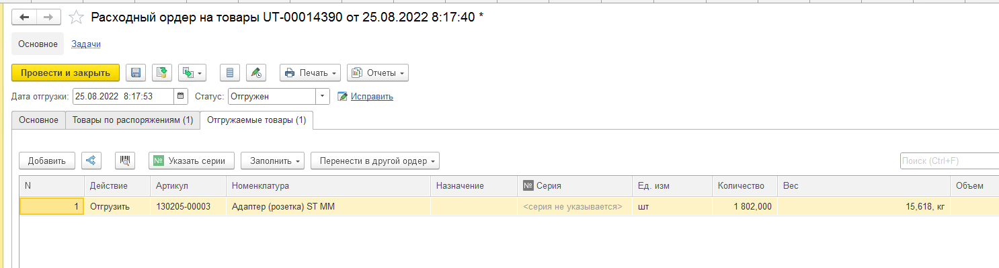 Расходный ордер на товары UT-00014390 от 25.08.2022 8:17:40 *
Основное Задачи
Провести и закрыть Печать Отчеты
Дата отгрузки: 25.08.2022 8:17:53 Статус: Отгружен Исправить
Основное Товары по распоряжениям (1) Отгружаемые товары (1)
Добавить № Указать серии Заполнить Перенести в другой ордер Поиск (Ctrl+F)
N Действие Артикул Номенклатура Назначение № Серия Ед. изм Количество Вес Объем
1 Отгрузить 130205-00003 Адаптер (розетка) ST MM <серия не указывается> шт 1 802,000 15,618, кг